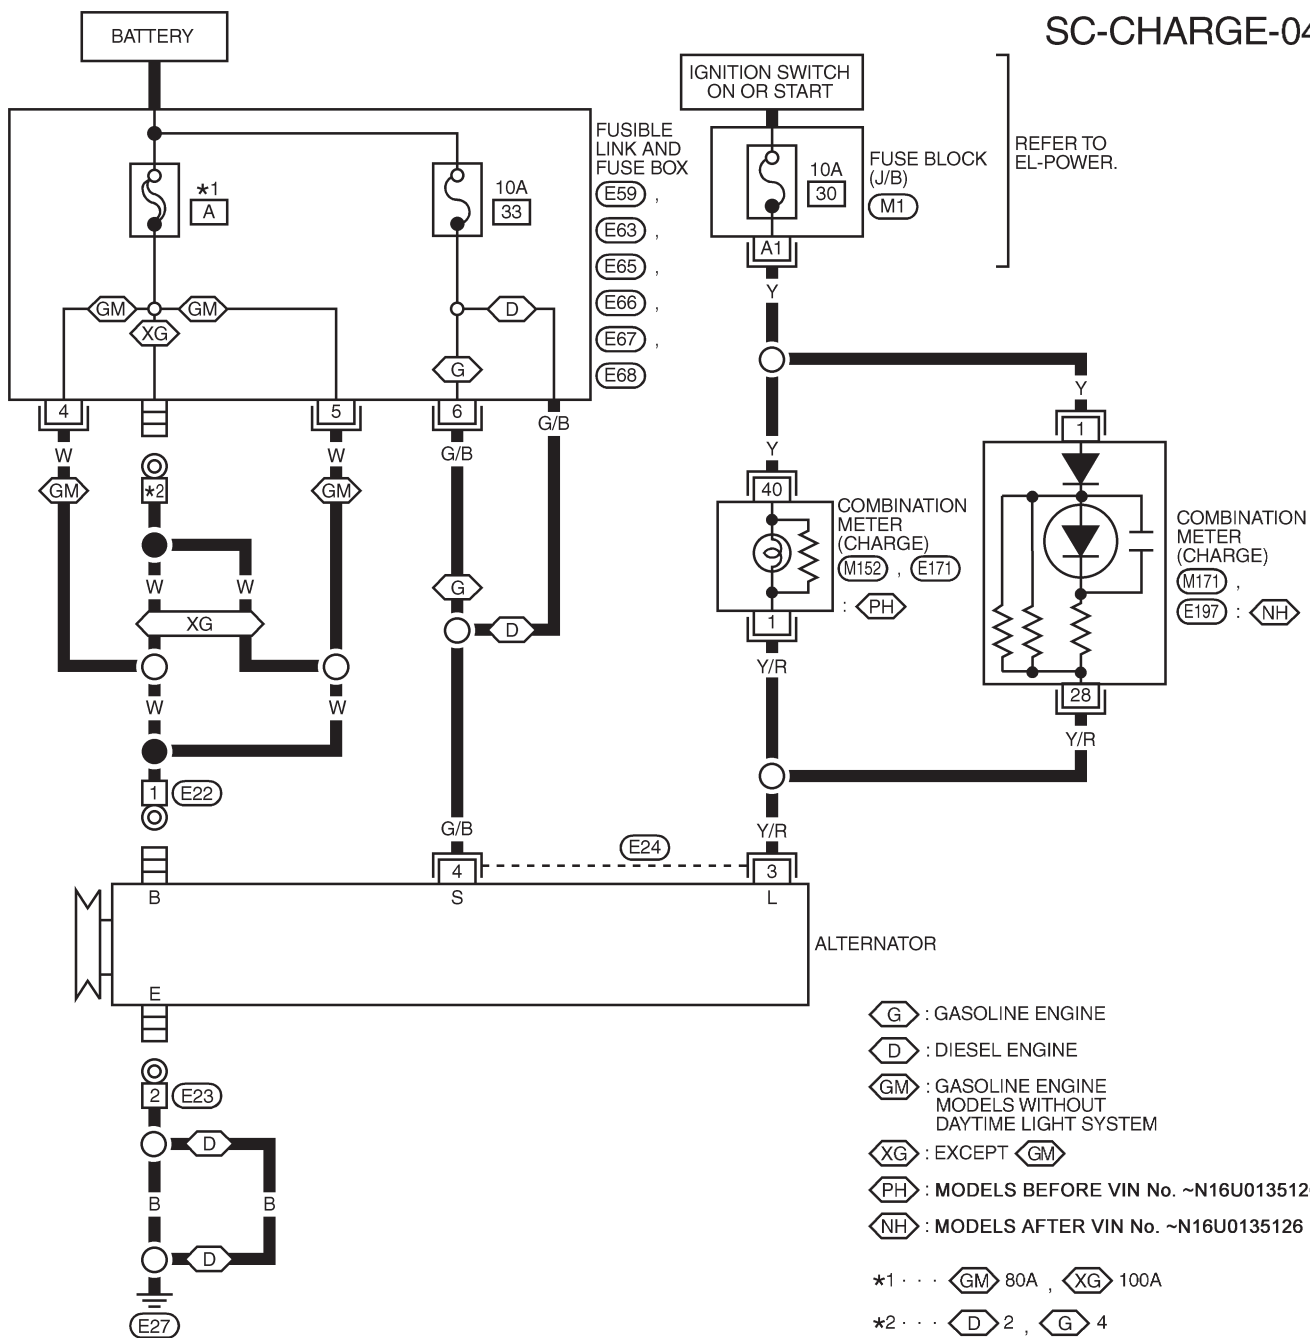 SC-CHARGE-04
BATTERY
IGNITION SWITCH
ON OR START
FUSIBLE
LINK AND
FUSE BOX
E59 ,
E63 ,
E65 ,
E66 ,
E67 ,
E68
*1
A
10A
33
10A
30
FUSE BLOCK
(J/B)
M1
REFER TO
EL-POWER.
A1
Y
GM
GM
XG
D
G
4
5
6
G/B
W
W
G/B
GM
*2
GM
Y
Y
1
40
COMBINATION
METER
(CHARGE)
M152 , E171
: PH
1
Y/R
COMBINATION
METER
(CHARGE)
M171 ,
E197 : NH
28
Y/R
W
W
XG
G
D
W
W
1
E22
G/B
E24
Y/R
4
3
B
S
L
ALTERNATOR
E
2
E23
D
B
B
D
E27
G : GASOLINE ENGINE
D : DIESEL ENGINE
GM : GASOLINE ENGINE
MODELS WITHOUT
DAYTIME LIGHT SYSTEM
XG : EXCEPT GM
PH : MODELS BEFORE VIN No. ~N16U013512
NH : MODELS AFTER VIN No. ~N16U0135126
*1 · · · GM 80A , XG 100A
*2 · · · D 2 , G 4